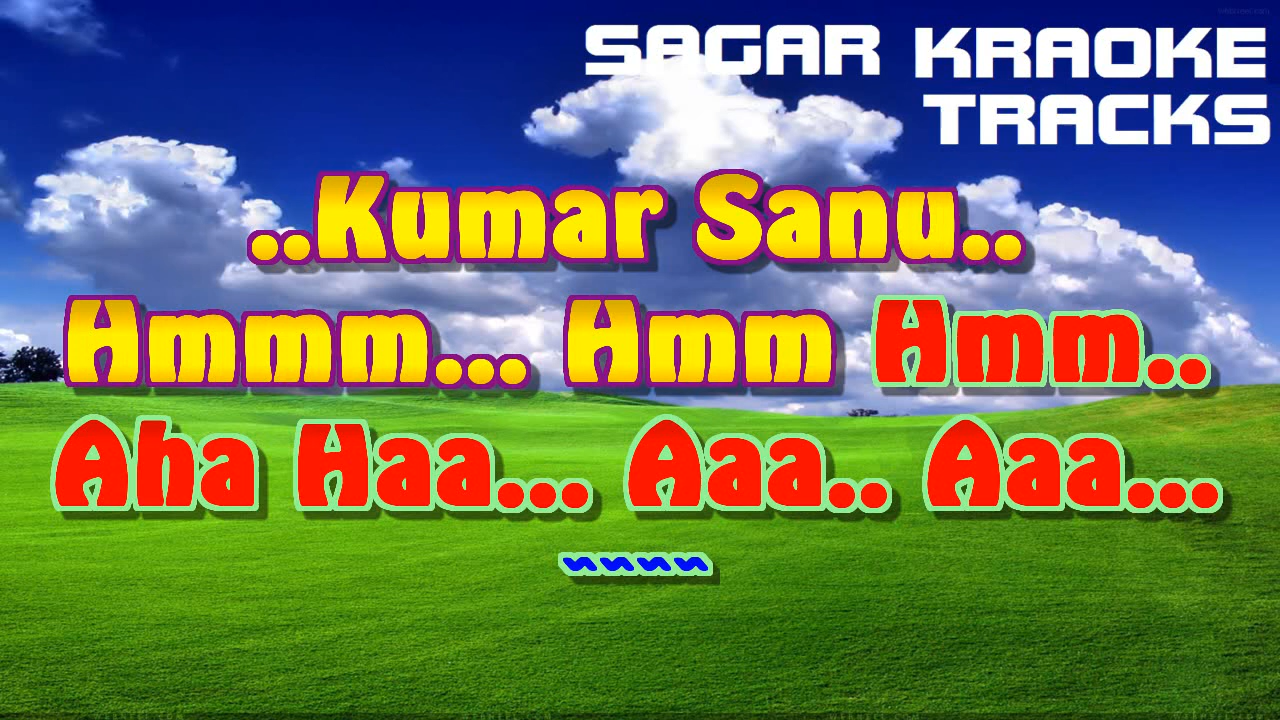 SAGAR KRAOKE
TRACKS
..Kumar Sanu..
Hmmm... Hmm Hmm..
Aha Haa... Aaa.. Aaa...
~~~~